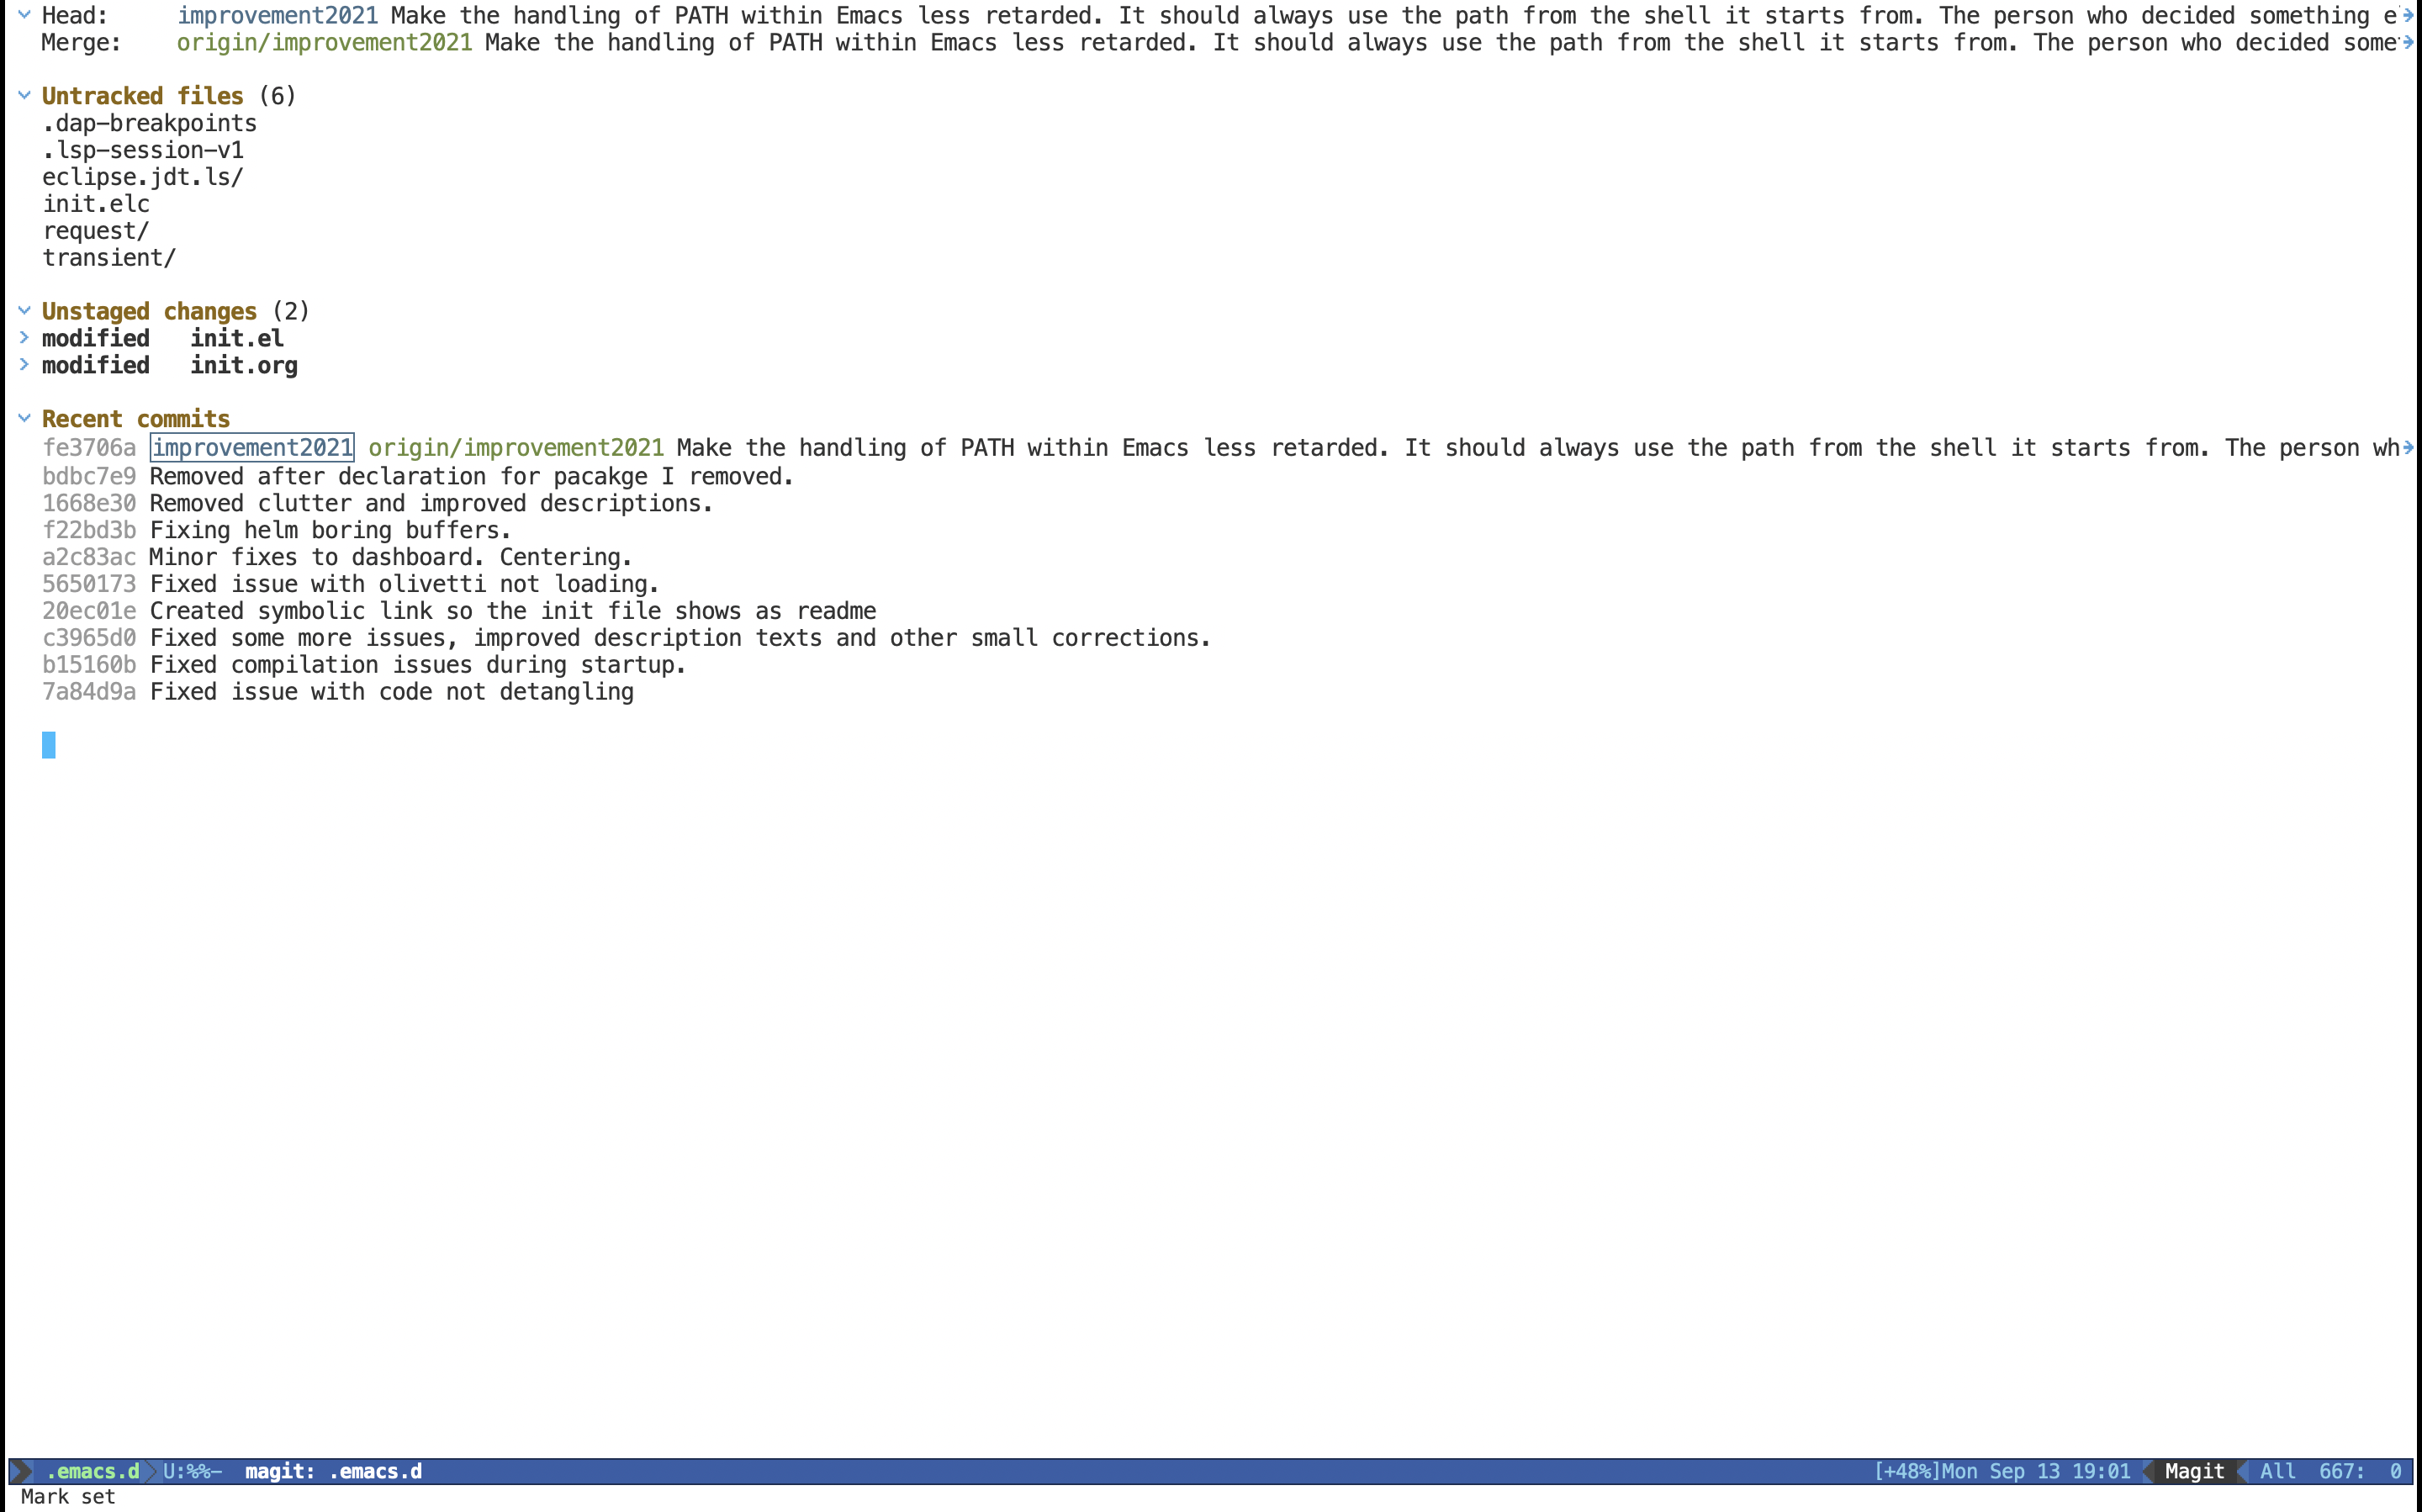 Head:     improvement2021 Make the handling of PATH within Emacs less retarded. It should always use the path from the shell it starts from. The person who decided something e
Merge:    origin/improvement2021 Make the handling of PATH within Emacs less retarded. It should always use the path from the shell it starts from. The person who decided some
Untracked files (6)
.dap-breakpoints
.lsp-session-v1
eclipse.jdt.ls/
init.elc
request/
transient/
Unstaged changes (2)
modified   init.el
modified   init.org
Recent commits
fe3706a improvement2021 origin/improvement2021 Make the handling of PATH within Emacs less retarded. It should always use the path from the shell it starts from. The person wh
bdbc7e9 Removed after declaration for pacakge I removed.
1668e30 Removed clutter and improved descriptions.
f22bd3b Fixing helm boring buffers.
a2c83ac Minor fixes to dashboard. Centering.
5650173 Fixed issue with olivetti not loading.
20ec01e Created symbolic link so the init file shows as readme
c3965d0 Fixed some more issues, improved description texts and other small corrections.
b15160b Fixed compilation issues during startup.
7a84d9a Fixed issue with code not detangling
.emacs.d U:%%-  magit: .emacs.d [+48%]Mon Sep 13 19:01 Magit All 667: 0
Mark set